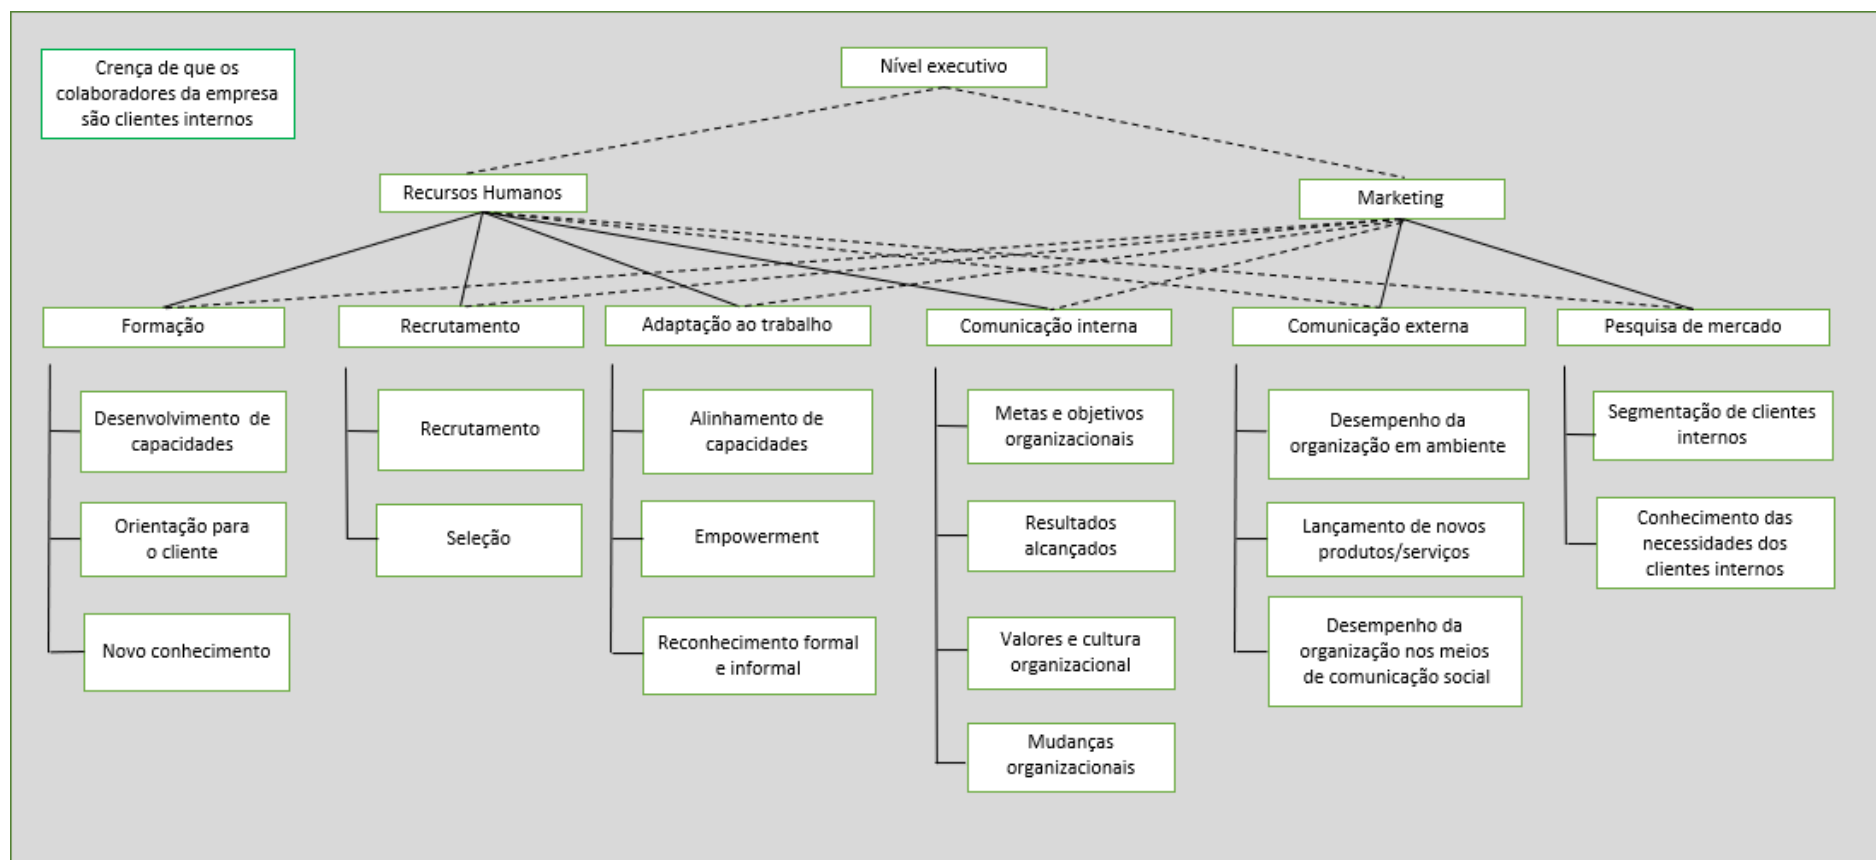 Crença de que os
colaboradores da empresa
são clientes internos
Nível executivo
Recursos Humanos
Marketing
Formação
Recrutamento
Adaptação ao trabalho
Comunicação interna
Comunicação externa
Pesquisa de mercado
Desenvolvimento de
capacidades
Orientação para
o cliente
Novo conhecimento
Recrutamento
Seleção
Alinhamento de
capacidades
Empowerment
Reconhecimento formal
e informal
Metas e objetivos
organizacionais
Resultados
alcançados
Valores e cultura
organizacional
Mudanças
organizacionais
Desempenho da
organização em ambiente
Lançamento de novos
produtos/serviços
Desempenho da
organização nos meios
de comunicação social
Segmentação de clientes
internos
Conhecimento das
necessidades dos
clientes internos